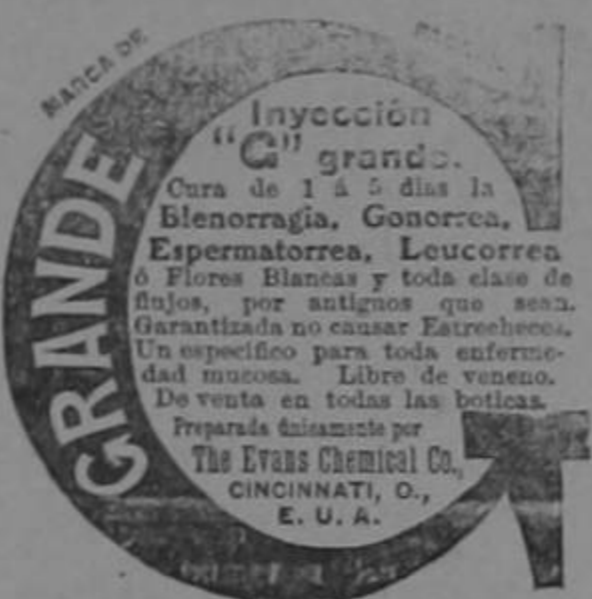 MARCA DE
GRANDE
Inyección
"G" grande.
Cura de 1 á 5 dias la
Blenorragia, Gonorrea,
Espermatorrea, Leucorrea
ó Flores Blancas y toda clase de
flujos, por antiguos que sean.
Garantizada no causar Estrecheces.
Un específico para toda enferme-
dad mucosa. Libre de veneno.
De venta en todas las boticas.
Preparada únicamente por
The Evans Chemical Co.,
CINCINNATI, O.,
E. U. A.